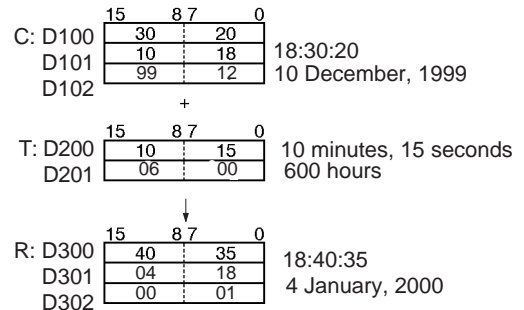 15 8 7 0
C: D100 30 20
D101 10 18 18:30:20
D102 99 12 10 December, 1999
+
15 8 7 0
T: D200 10 15 10 minutes, 15 seconds
D201 06 00 600 hours
15 8 7 0
R: D300 40 35 18:40:35
D301 04 18
D302 00 01 4 January, 2000